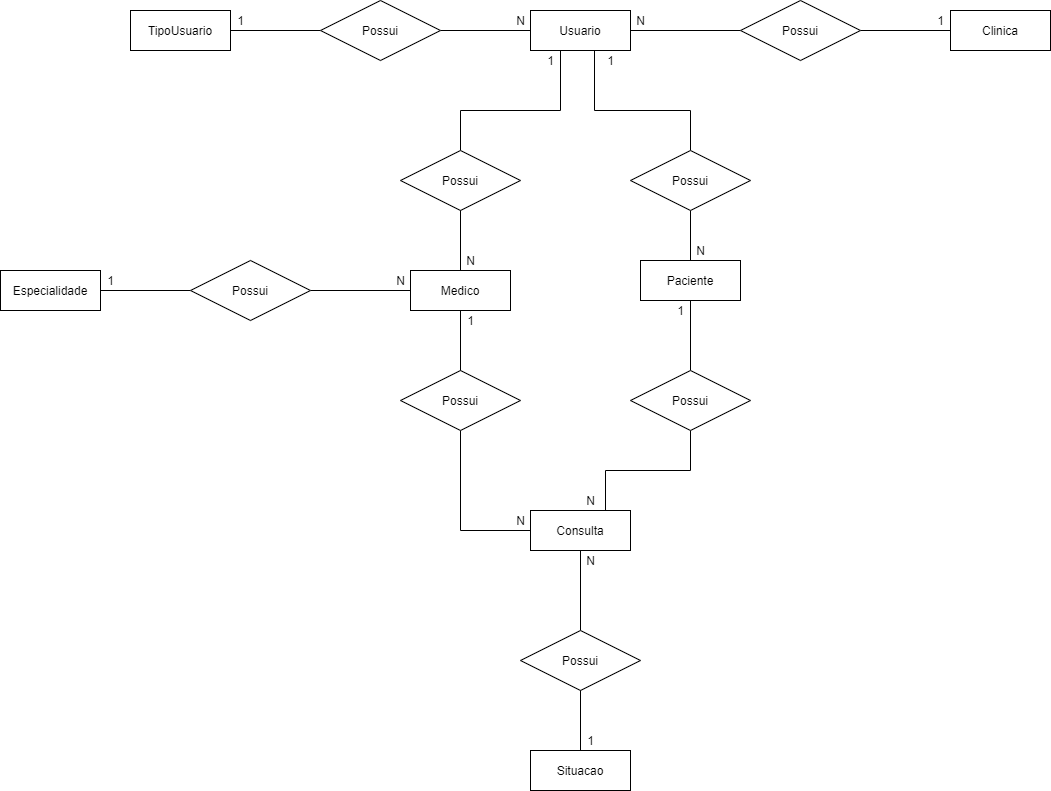 TipoUsuario
1
Possui
N
Usuario
N
Possui
1
Clinica
1
1
Possui
Possui
N
N
Especialidade
1
Possui
N
Medico
Paciente
1
1
Possui
Possui
N
N
Consulta
N
Possui
1
Situacao